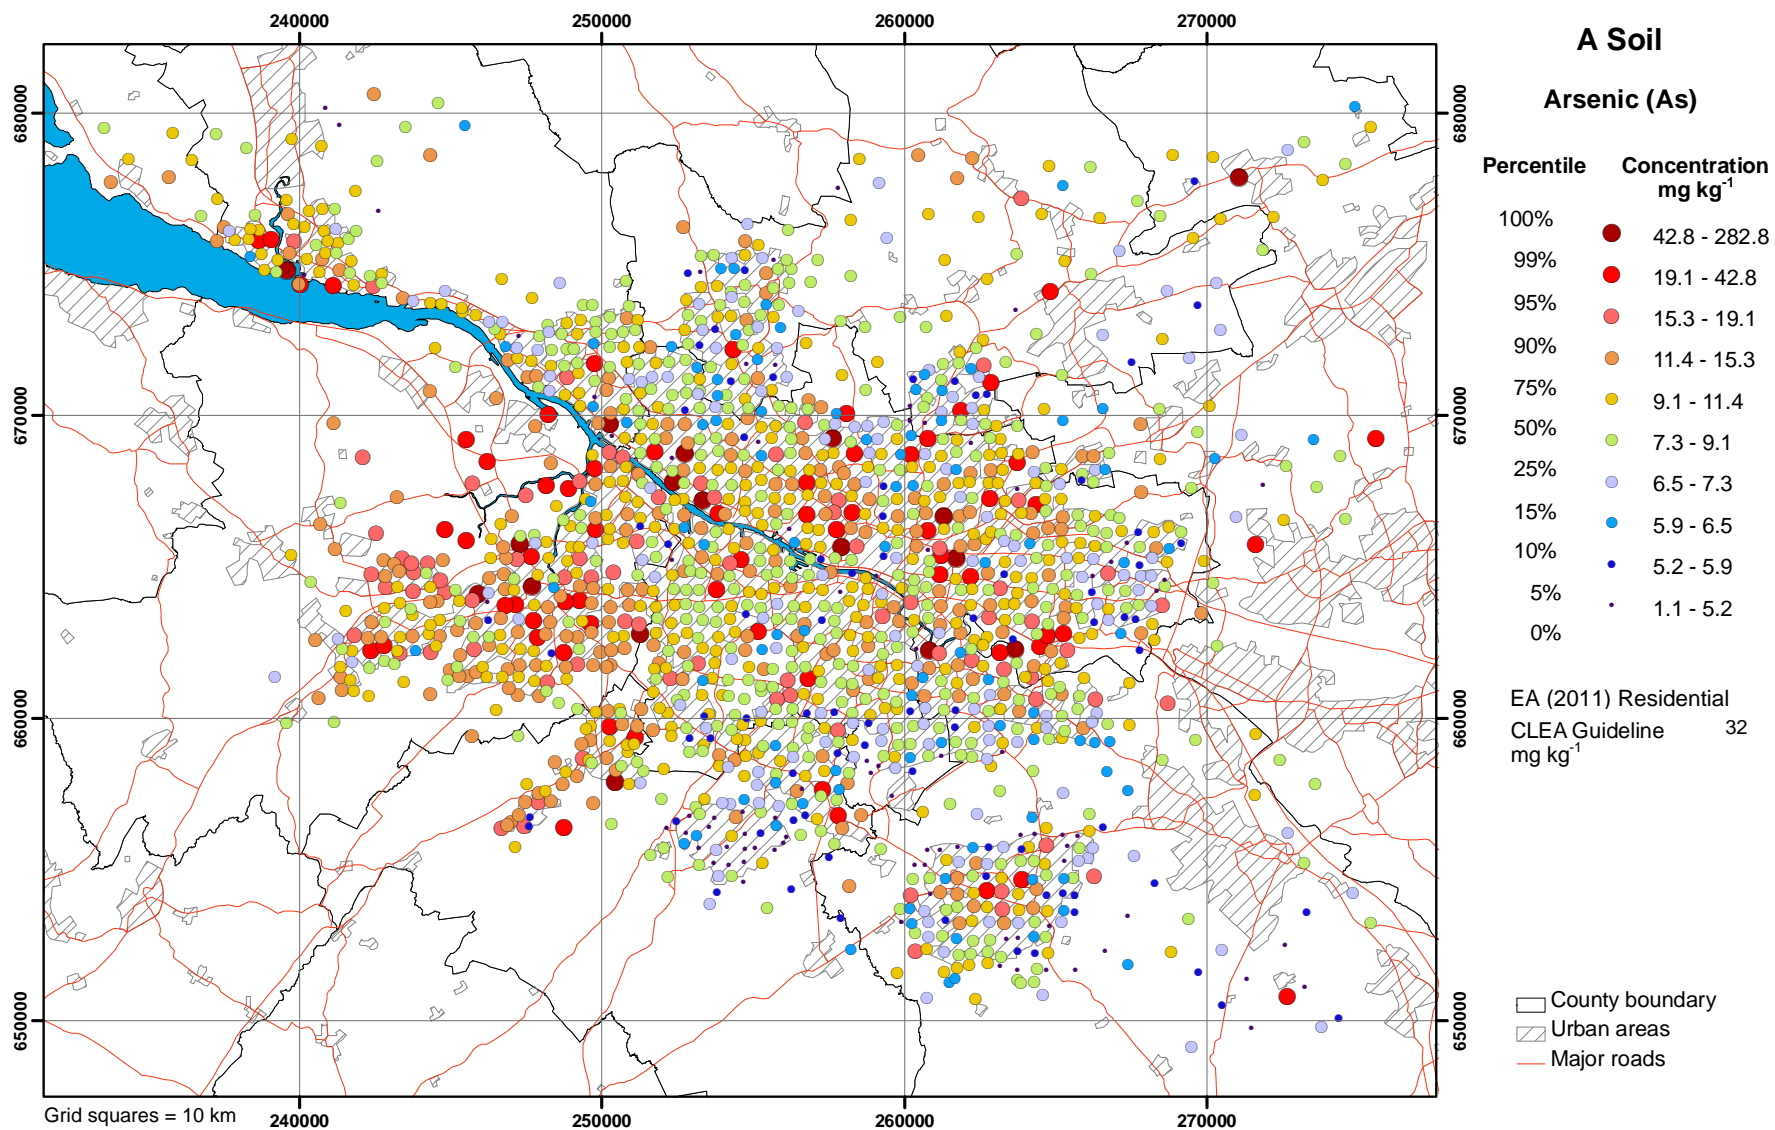 240000
250000
260000
270000
680000
670000
660000
650000
680000
670000
660000
650000
Grid squares = 10 km
240000
250000
260000
270000
A Soil
Arsenic (As)
Percentile
Concentration
mg kg⁻¹
100%
42.8 - 282.8
99%
19.1 - 42.8
95%
15.3 - 19.1
90%
11.4 - 15.3
75%
9.1 - 11.4
50%
7.3 - 9.1
25%
6.5 - 7.3
15%
5.9 - 6.5
10%
5.2 - 5.9
5%
1.1 - 5.2
0%
EA (2011) Residential
CLEA Guideline 32
mg kg⁻¹
County boundary
Urban areas
Major roads